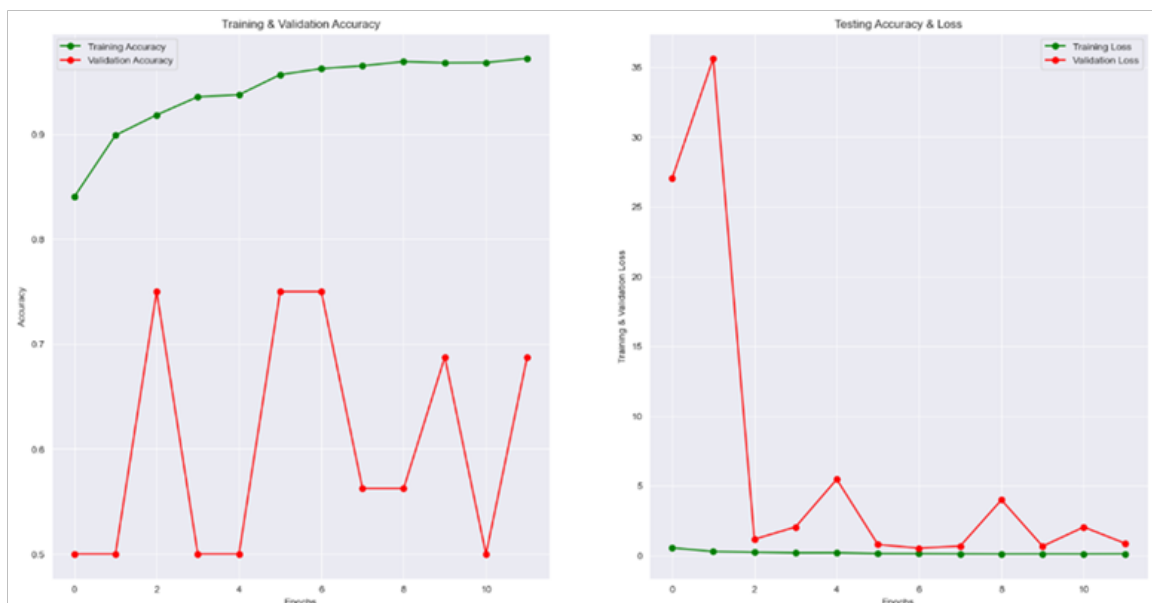 Training & Validation Accuracy
Training Accuracy
Validation Accuracy
0.9
0.8
0.7
0.6
0.5
Accuracy
0 2 4 6 8 10
Epochs
Testing Accuracy & Loss
Training Loss
Validation Loss
35
30
25
20
15
10
5
0
Training & Validation Loss
0 2 4 6 8 10
Epochs